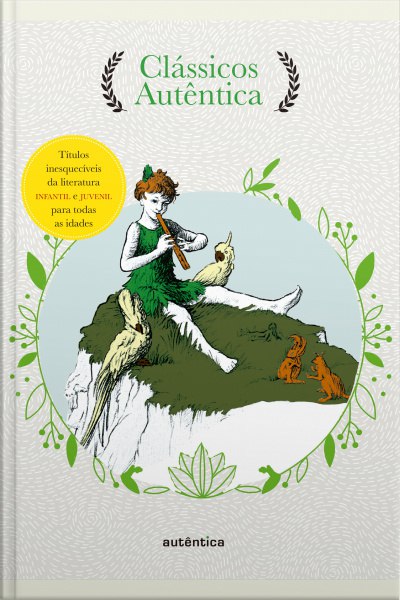 Clássicos
Autêntica
Títulos
inesquecíveis
da literatura
INFANTIL e JUVENIL
para todas
as idades
autêntica